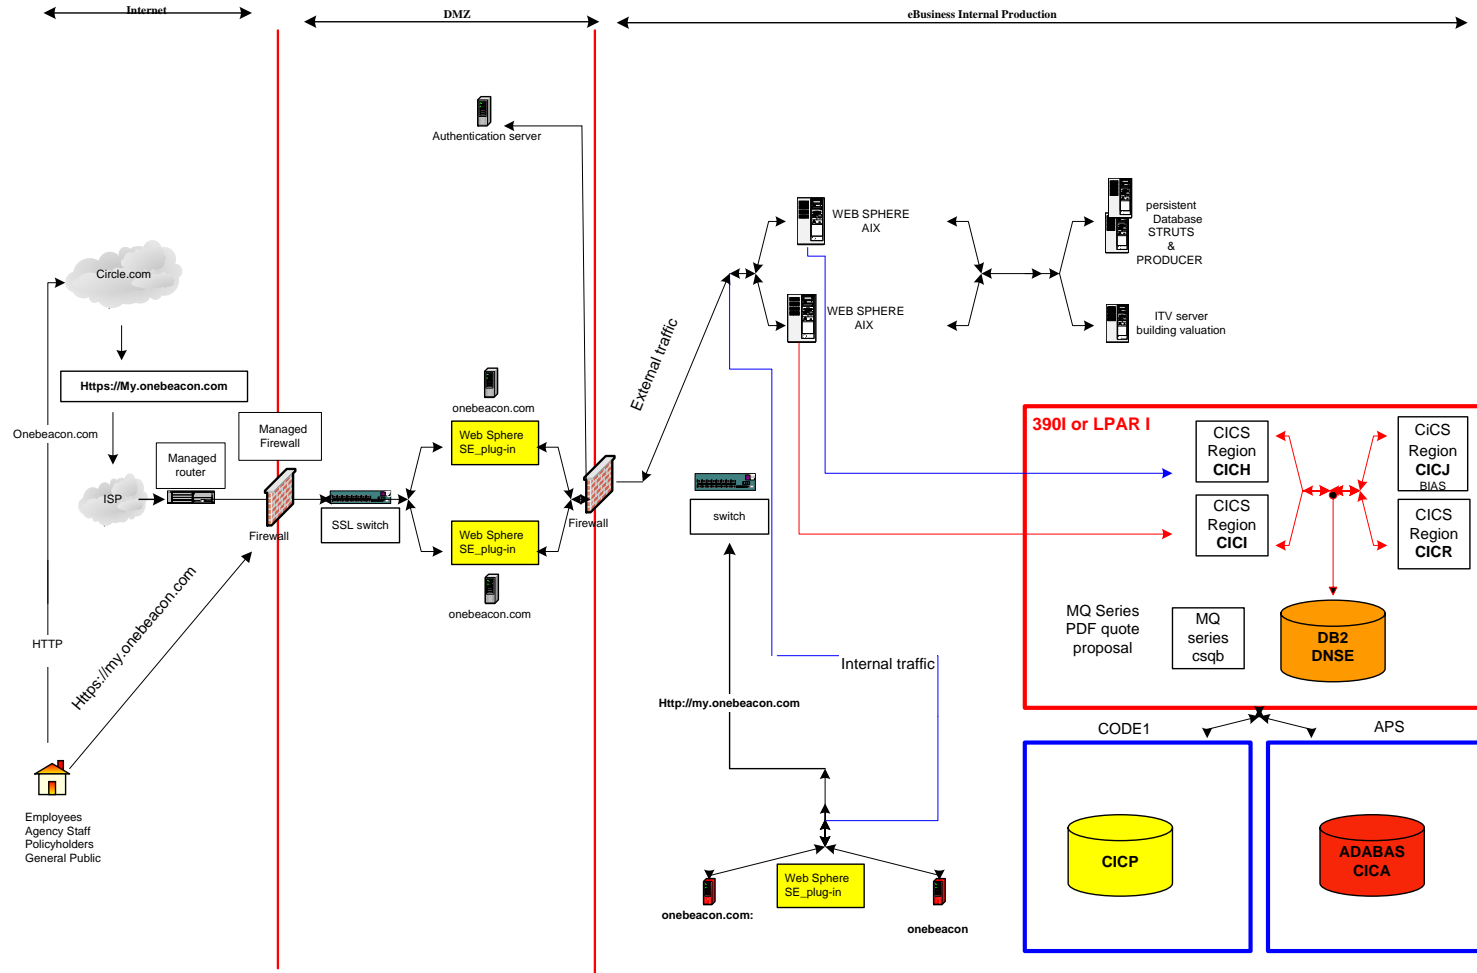 Internet
DMZ
eBusiness Internal Production
Authentication server
Circle.com
Https://My.onebeacon.com
Onebeacon.com
ISP
Managed
router
Managed
Firewall
Firewall
HTTP
Https://my.onebeacon.com
Employees
Agency Staff
Policyholders
General Public
SSL switch
onebeacon.com
Web Sphere
SE_plug-in
Web Sphere
SE_plug-in
onebeacon.com
Firewall
External traffic
WEB SPHERE
AIX
WEB SPHERE
AIX
persistent
Database
STRUTS
&
PRODUCER
ITV server
building valuation
switch
Internal traffic
Http://my.onebeacon.com
Web Sphere
SE_plug-in
onebeacon.com:
onebeacon
390I or LPAR I
CICS
Region
CICH
CiCS
Region
CICJ
BIAS
CICS
Region
CICI
CICS
Region
CICR
MQ Series
PDF quote
proposal
MQ
series
csqb
DB2
DNSE
CODE1
APS
CICP
ADABAS
CICA